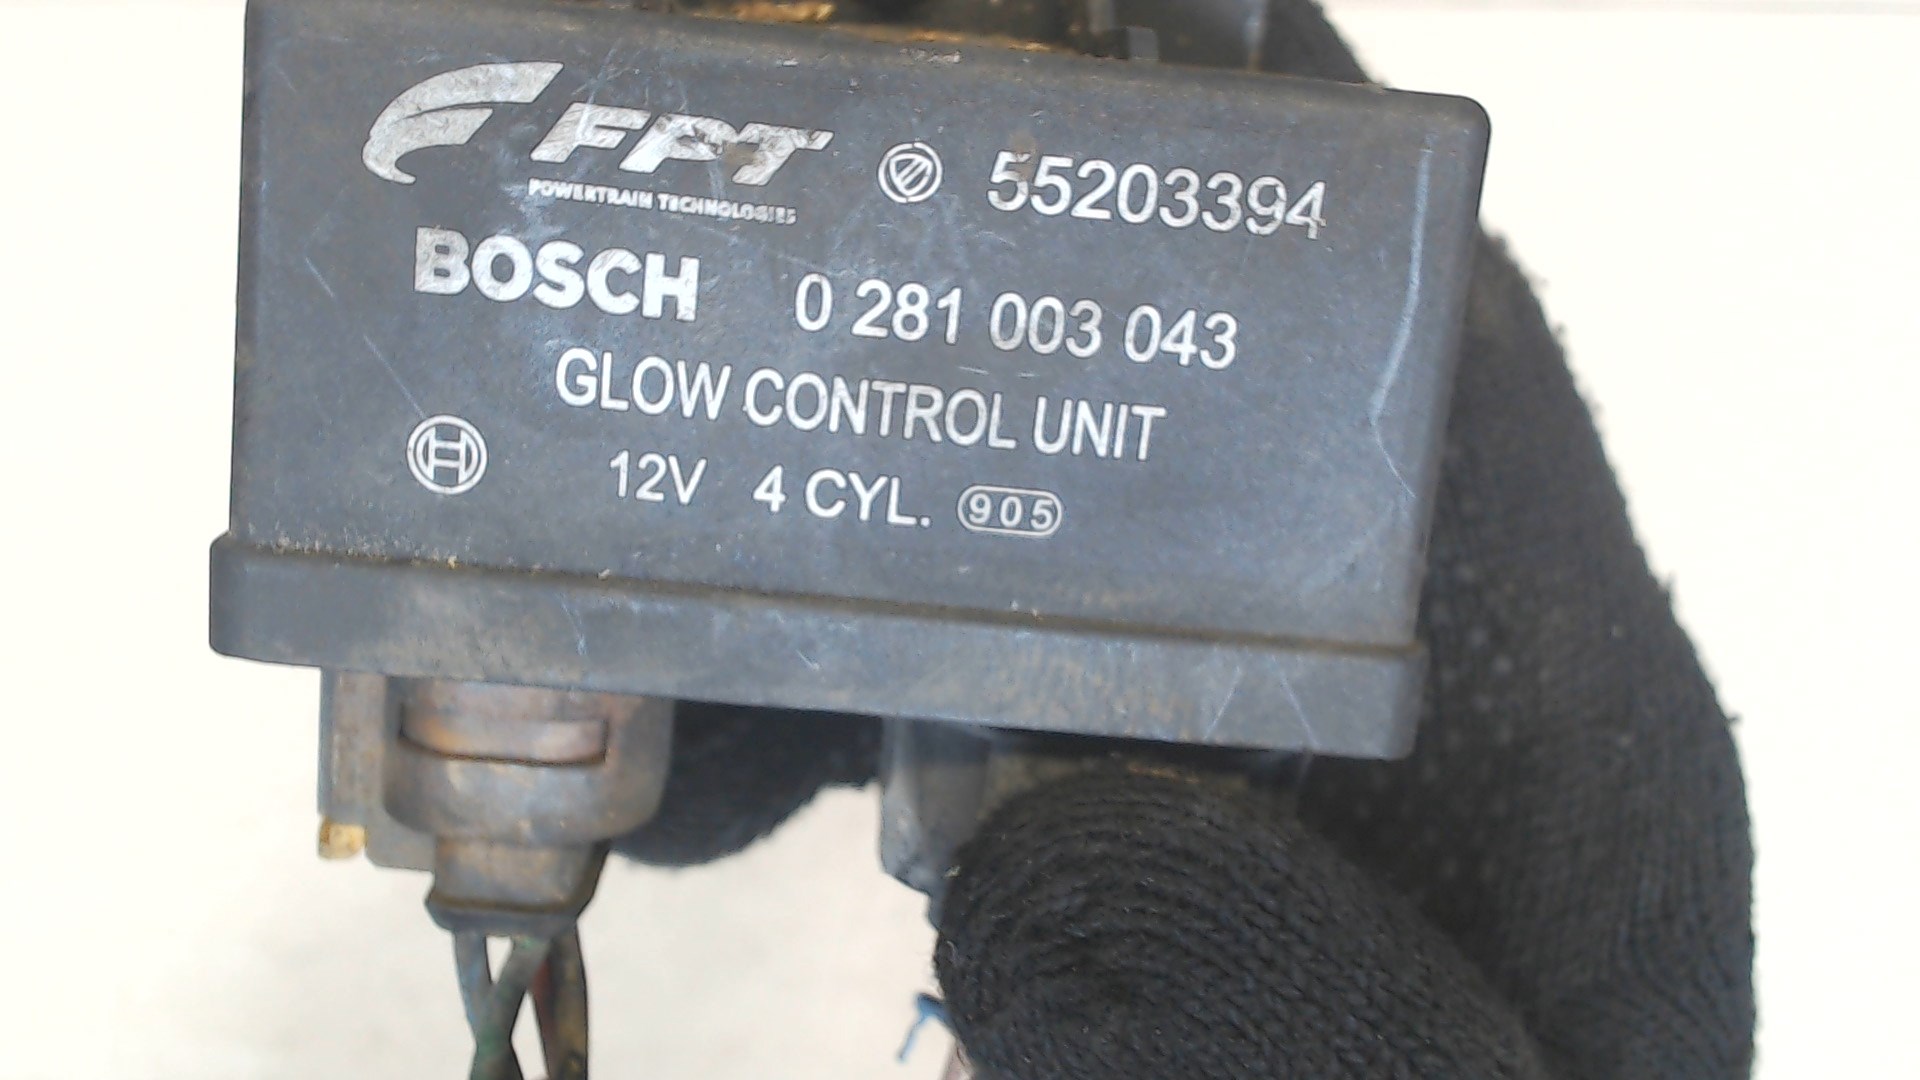 FPT 55203394
POWERTRAIN TECHNOLOGIES
BOSCH 0 281 003 043
GLOW CONTROL UNIT
12V 4 CYL. 905